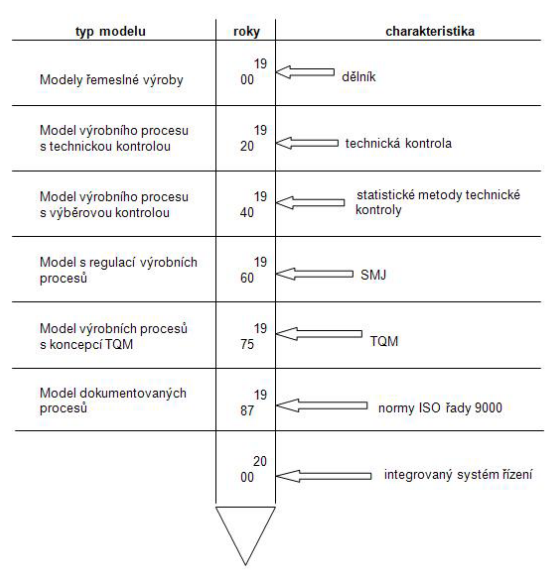 typ modelu roky charakteristika
19
Modely řemeslné výroby 00 dělník
Model výrobního procesu 19
s technickou kontrolou 20 technická kontrola
Model výrobního procesu 19 statistické metody technické
s výběrovou kontrolou 40 kontroly
Model s regulací výrobních 19
procesů 60 SMJ
Model výrobních procesů 19
s koncepcí TQM 75 TQM
Model dokumentovaných 19
procesů 87 normy ISO řady 9000
20
00 integrovaný systém řízení